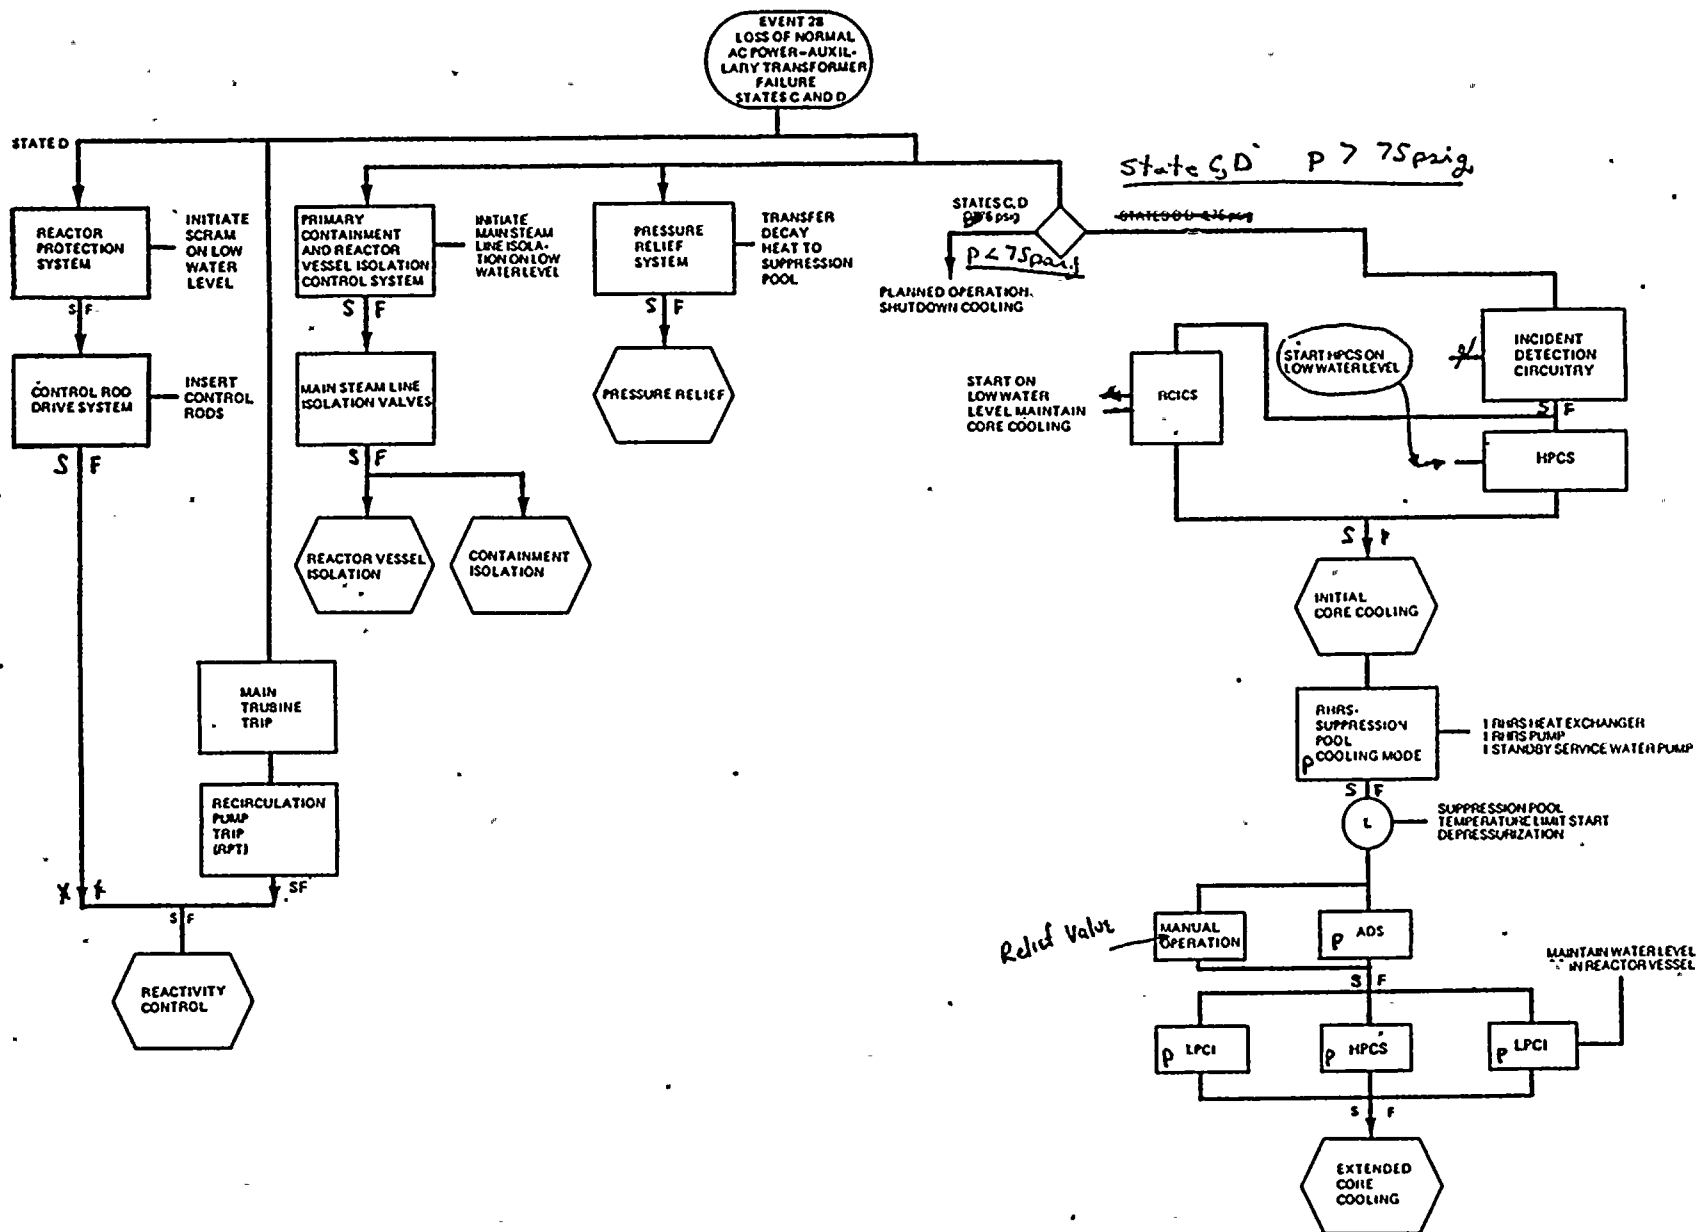 EVENT 28
LOSS OF NORMAL
AC POWER-AUXIL-
LARY TRANSFORMER
FAILURE
STATES C AND D
STATE D
REACTOR
PROTECTION
SYSTEM
INITIATE
SCRAM
ON LOW
WATER
LEVEL
S F
CONTROL ROD
DRIVE SYSTEM
INSERT
CONTROL
RODS
S F
PRIMARY
CONTAINMENT
AND REACTOR
VESSEL ISOLATION
CONTROL SYSTEM
INITIATE
MAIN STEAM
LINE ISOLA-
TION ON LOW
WATER LEVEL
S F
MAIN STEAM LINE
ISOLATION VALVES
S F
REACTOR VESSEL
ISOLATION
CONTAINMENT
ISOLATION
PRESSURE
RELIEF
SYSTEM
TRANSFER
DECAY
HEAT TO
SUPPRESSION
POOL
S F
PRESSURE RELIEF
State C, D p > 75 psig
STATES C, D
psig
p < 75 psig
PLANNED OPERATION,
SHUTDOWN COOLING
INCIDENT
DETECTION
CIRCUITRY
S F
START HPCS ON
LOW WATER LEVEL
START ON
LOW WATER
LEVEL MAINTAIN
CORE COOLING
RCICS
HPCS
S F
INITIAL
CORE COOLING
MAIN
TRUBINE
TRIP
RECIRCULATION
PUMP
TRIP
(RPT)
SF
S F
REACTIVITY
CONTROL
RHRS-
SUPPRESSION
POOL
P COOLING MODE
1 RHRS HEAT EXCHANGER
1 RHRS PUMP
1 STANDBY SERVICE WATER PUMP
S F
L
SUPPRESSION POOL
TEMPERATURE LIMIT START
DEPRESSURIZATION
Relief Value
MANUAL
OPERATION
P ADS
S F
MAINTAIN WATER LEVEL
IN REACTOR VESSEL
P LPCI
P HPCS
P LPCI
S F
EXTENDED
CORE
COOLING